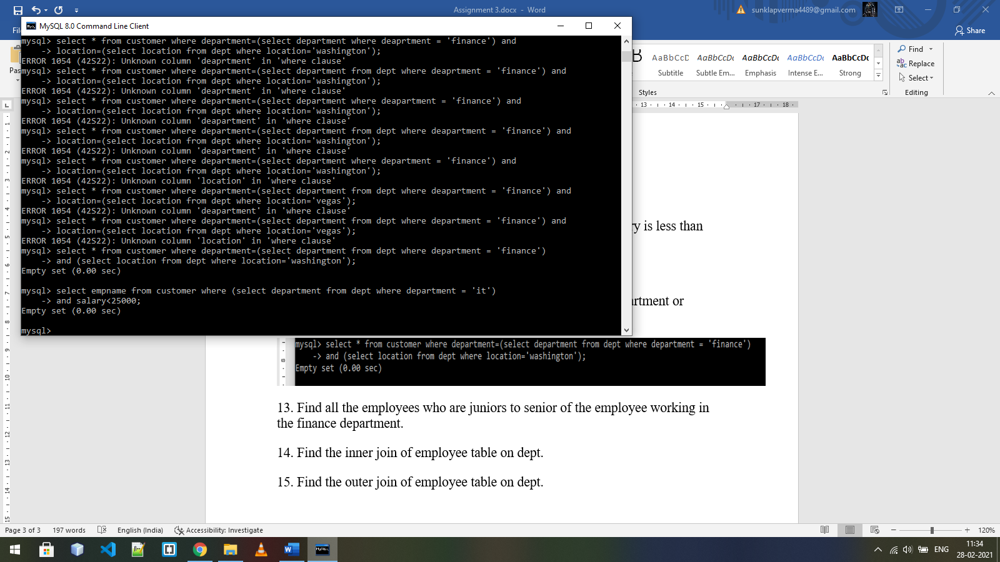 Assignment 3.docx - Word
sunklapverma4489@gmail.com
Share
MySQL 8.0 Command Line Client
mysql> select * from customer where department=(select department where deaprtment = 'finance') and
-> location=(select location from dept where location='washington');
ERROR 1054 (42S22): Unknown column 'deaprtment' in 'where clause'
mysql> select * from customer where department=(select department from dept where deaprtment = 'finance') and
-> location=(select location from dept where location='washington');
ERROR 1054 (42S22): Unknown column 'deaprtment' in 'where clause'
mysql> select * from customer where department=(select department where deapartment = 'finance') and
-> location=(select location from dept where location='washington');
ERROR 1054 (42S22): Unknown column 'deapartment' in 'where clause'
mysql> select * from customer where department=(select department from dept where deapartment = 'finance') and
-> location=(select location from dept where location='washington');
ERROR 1054 (42S22): Unknown column 'deapartment' in 'where clause'
mysql> select * from customer where department=(select department where department = 'finance') and
-> location=(select location from dept where location='washington');
ERROR 1054 (42S22): Unknown column 'location' in 'where clause'
mysql> select * from customer where department=(select department from dept where deapartment = 'finance') and
-> location=(select location from dept where location='vegas');
ERROR 1054 (42S22): Unknown column 'deapartment' in 'where clause'
mysql> select * from customer where department=(select department from dept where department = 'finance') and
-> location=(select location from dept where location='vegas');
ERROR 1054 (42S22): Unknown column 'location' in 'where clause'
mysql> select * from customer where department=(select department from dept where department = 'finance')
-> and (select location from dept where location='washington');
Empty set (0.00 sec)
mysql> select empname from customer where (select department from dept where department = 'it')
-> and salary<25000;
Empty set (0.00 sec)
mysql>
AaBbCcD AaBbCcDc AaBbCcDc AaBbCcDc AaBbCcDc
Subtitle Subtle Em... Emphasis Intense E... Strong
Styles
Find
Replace
Select
Editing
13 14 15 17 18
ry is less than
artment or
mysql> select * from customer where department=(select department from dept where department = 'finance')
-> and (select location from dept where location='washington');
Empty set (0.00 sec)
13. Find all the employees who are juniors to senior of the employee working in
the finance department.
14. Find the inner join of employee table on dept.
15. Find the outer join of employee table on dept.
Page 3 of 3 197 words English (India) Accessibility: Investigate 120%
ENG
11:34
28-02-2021